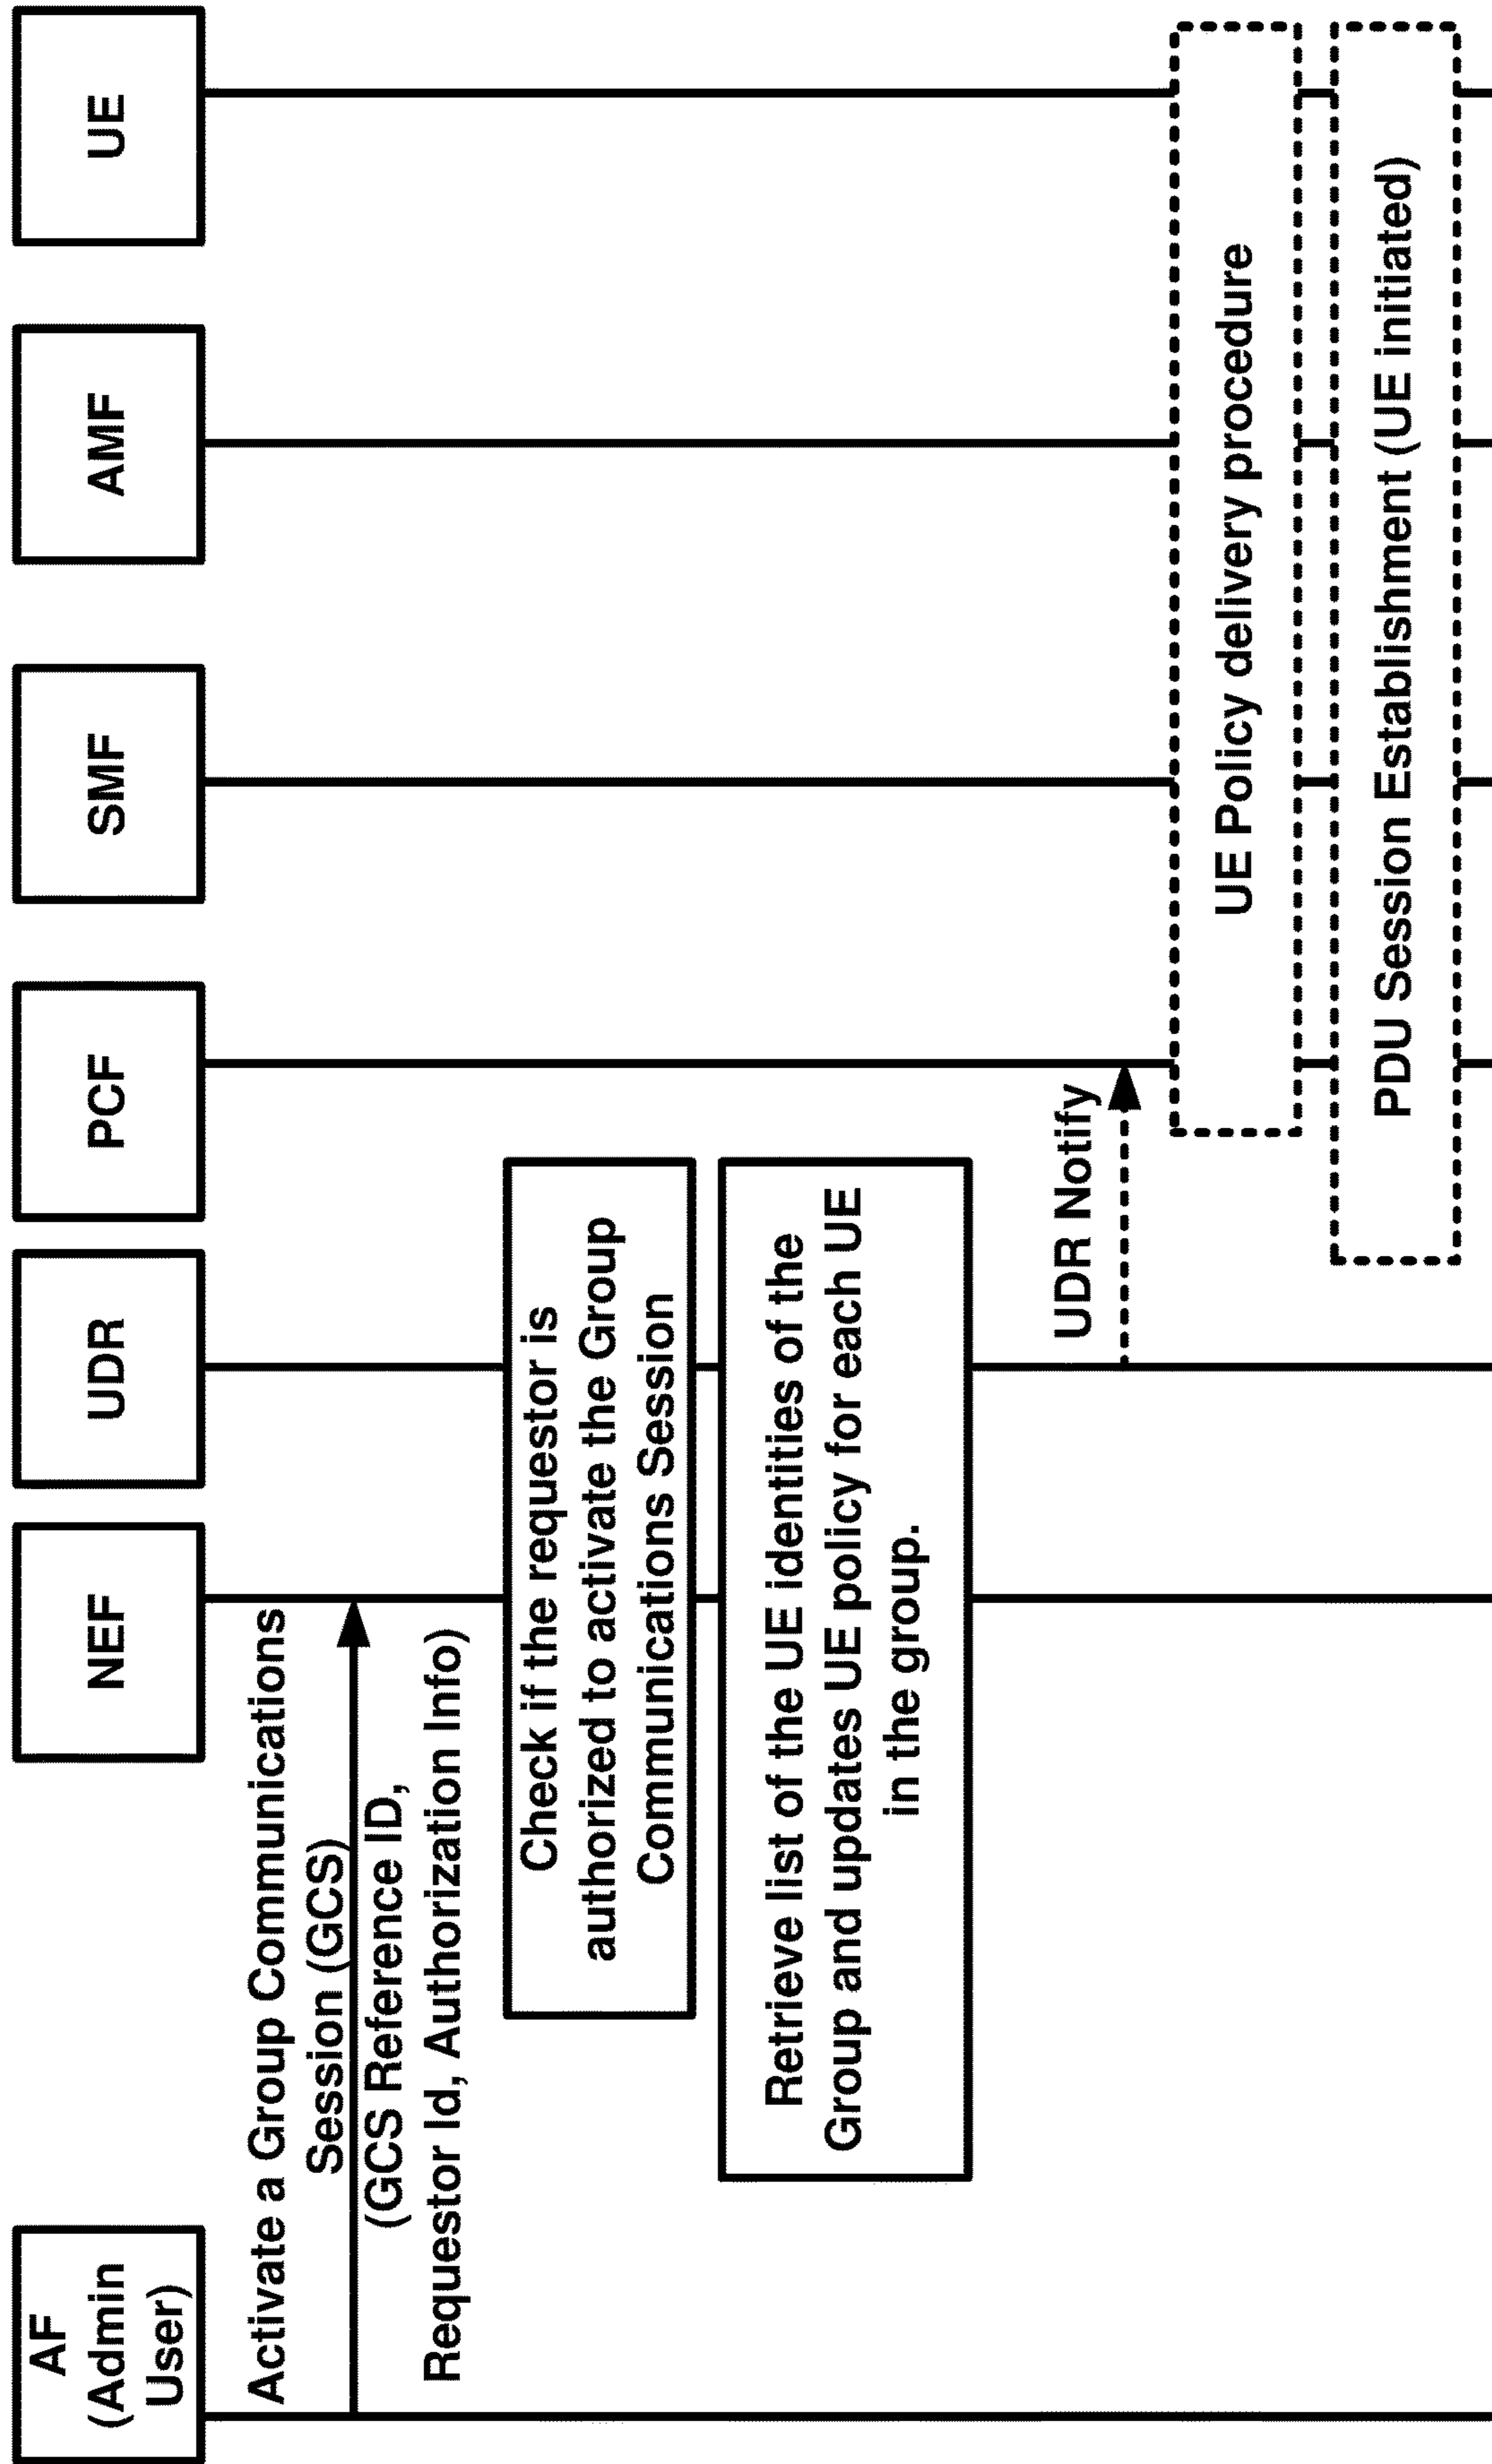 AF
(Admin
User)
NEF
UDR
PCF
SMF
AMF
UE
Activate a Group Communications
Session (GCS)
(GCS Reference ID,
Requestor Id, Authorization Info)
Check if the requestor is
authorized to activate the Group
Communications Session
Retrieve list of the UE identities of the
Group and updates UE policy for each UE
in the group.
UDR Notify
UE Policy delivery procedure
PDU Session Establishment (UE initiated)